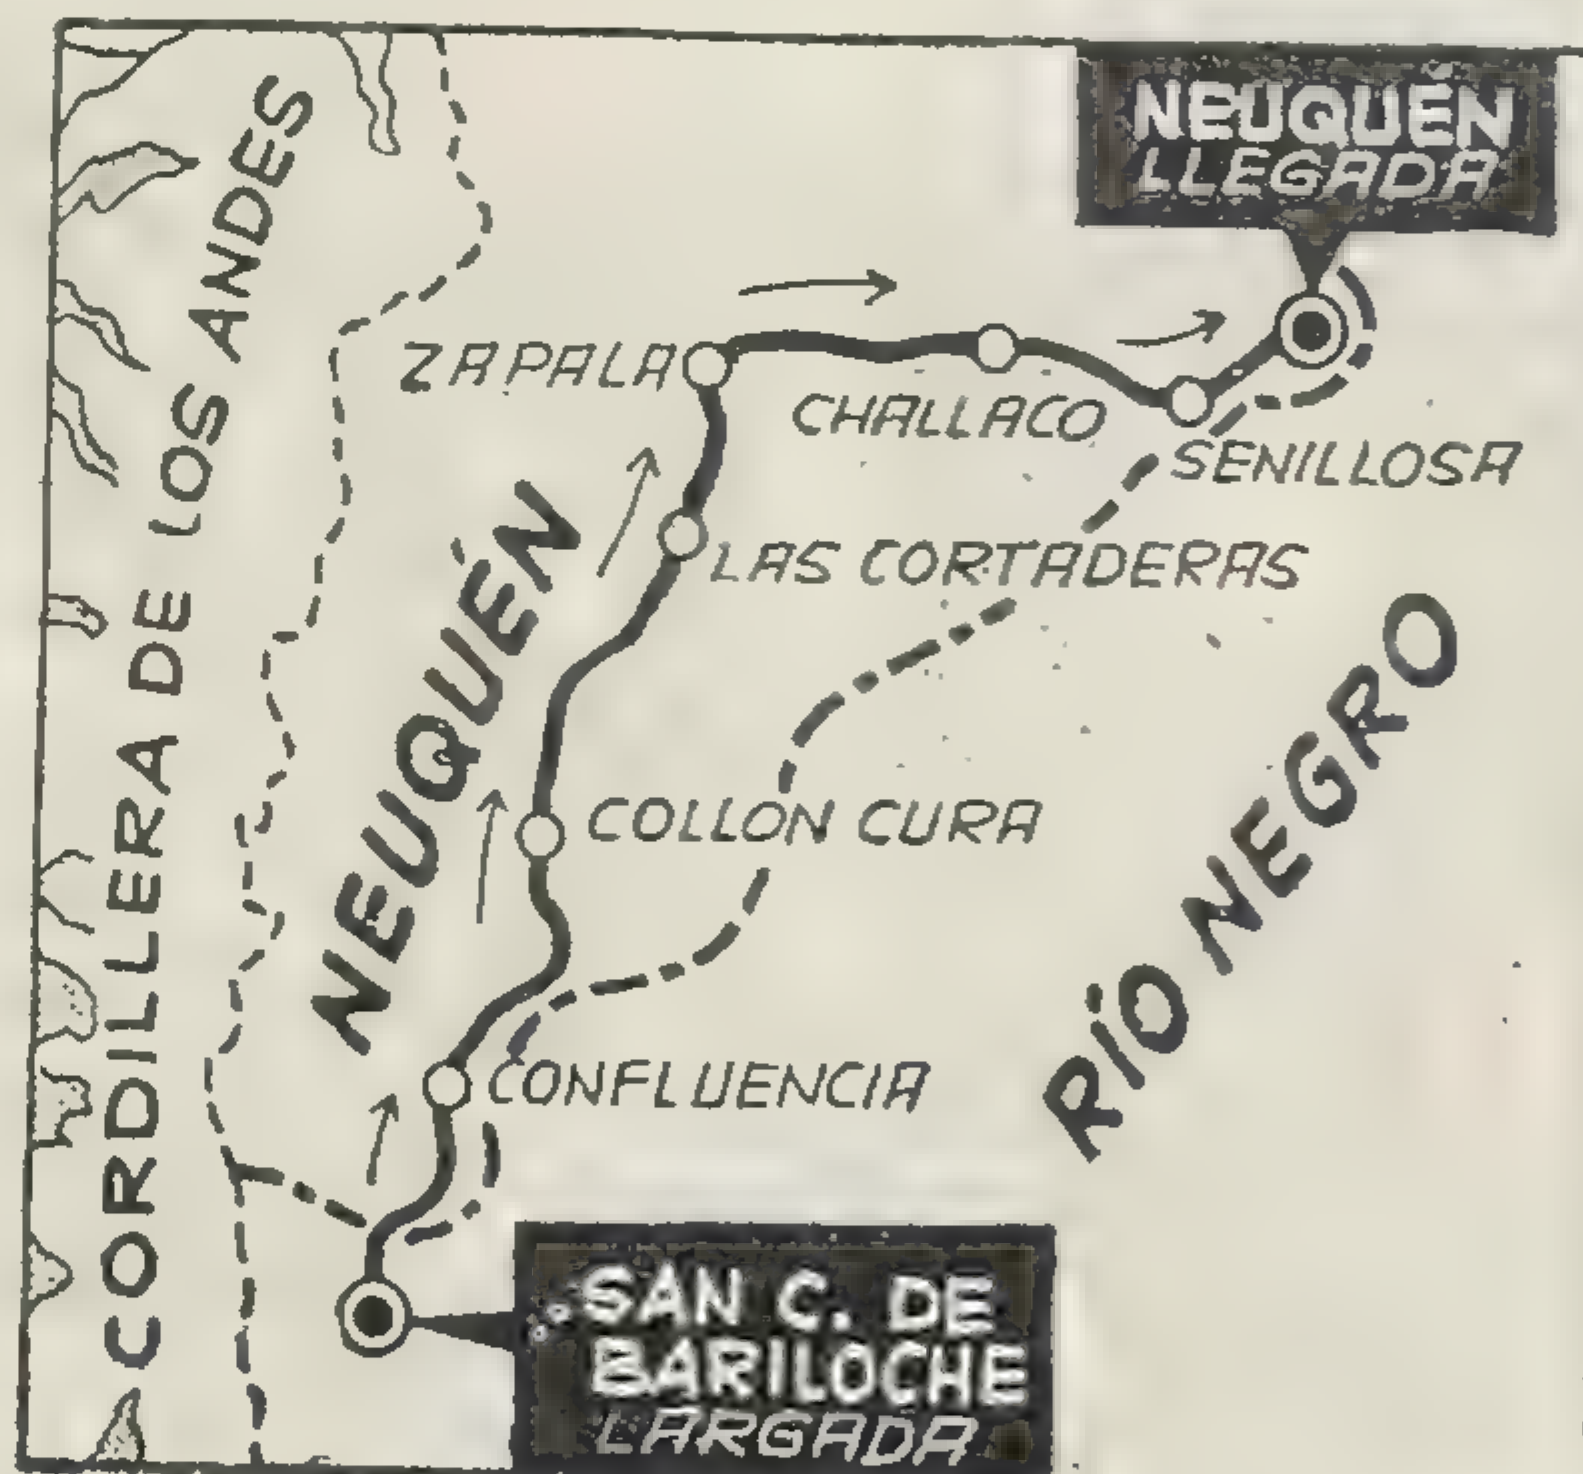 NEUQUÉN
LLEGADA
CORDILLERA DE LOS ANDES
ZAPALA
CHALLACO
SENILLOSA
NEUQUÉN
LAS CORTADERAS
RÍO NEGRO
COLLON CURA
CONFLUENCIA
SAN C. DE
BARILOCHE
LARGADA